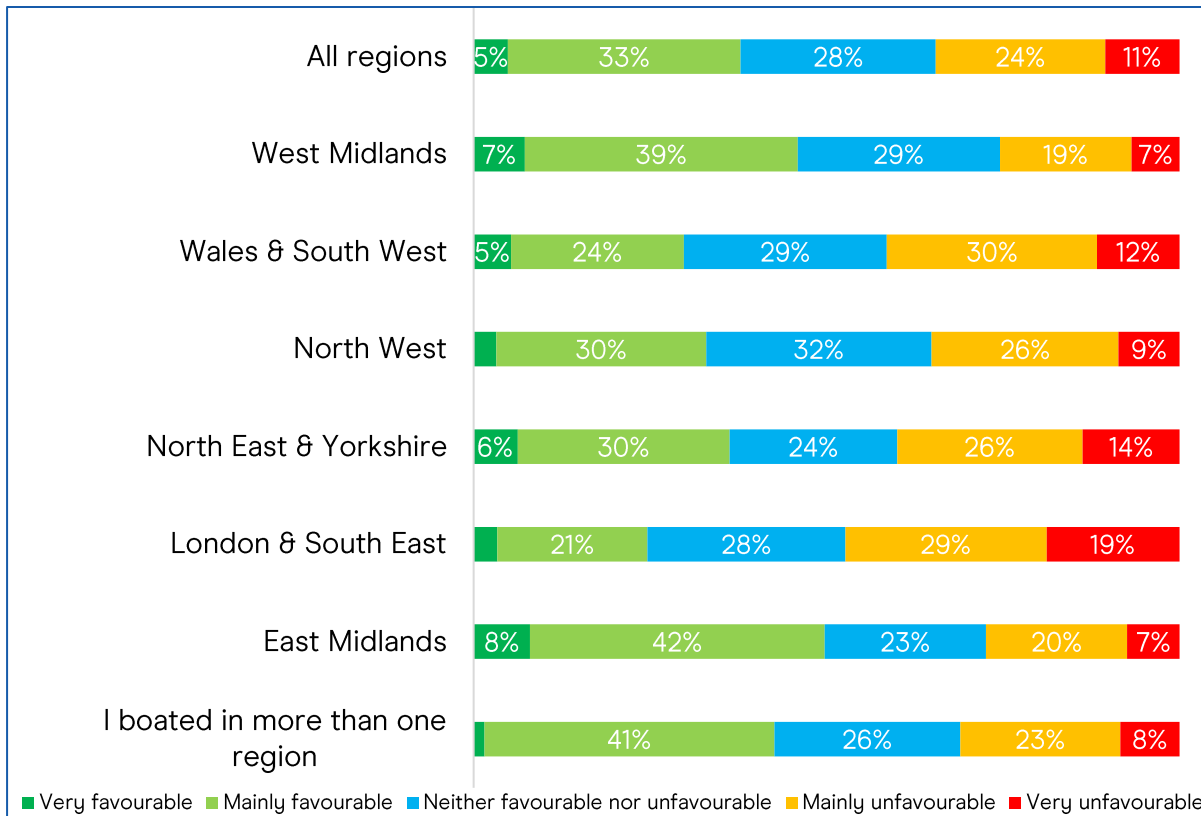 All regions 5% 33% 28% 24% 11%
West Midlands 7% 39% 29% 19% 7%
Wales & South West 5% 24% 29% 30% 12%
North West 30% 32% 26% 9%
North East & Yorkshire 6% 30% 24% 26% 14%
London & South East 21% 28% 29% 19%
East Midlands 8% 42% 23% 20% 7%
I boated in more than one
region 41% 26% 23% 8%
Very favourable Mainly favourable Neither favourable nor unfavourable Mainly unfavourable Very unfavourable